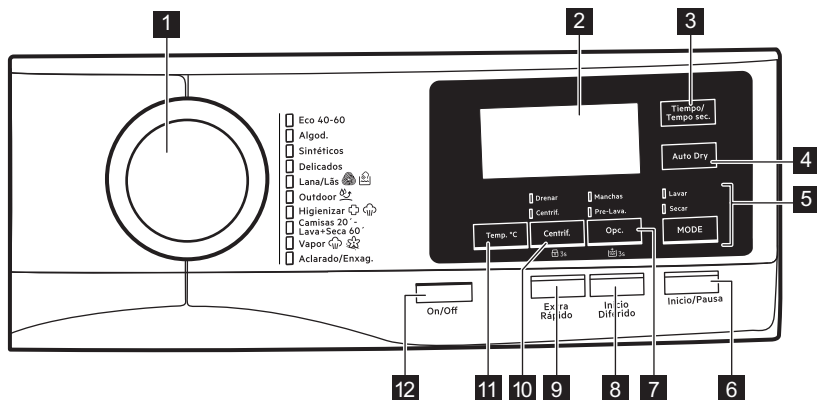 1
2
3
4
5
6
7
8
9
10
11
12
Eco 40-60
Algod.
Sintéticos
Delicados
Lana/Lãs
Outdoor
Higienizar
Camisas 20´-
Lava+Seca 60´
Vapor
Aclarado/Enxag.
Tiempo/
Tempo sec.
Auto Dry
Drenar
Centrif.
Manchas
Pre-Lava.
Lavar
Secar
Temp. °C
Centrif.
Opc.
MODE
3s
3s
On/Off
Extra
Rápido
Inicio
Diferido
Inicio/Pausa